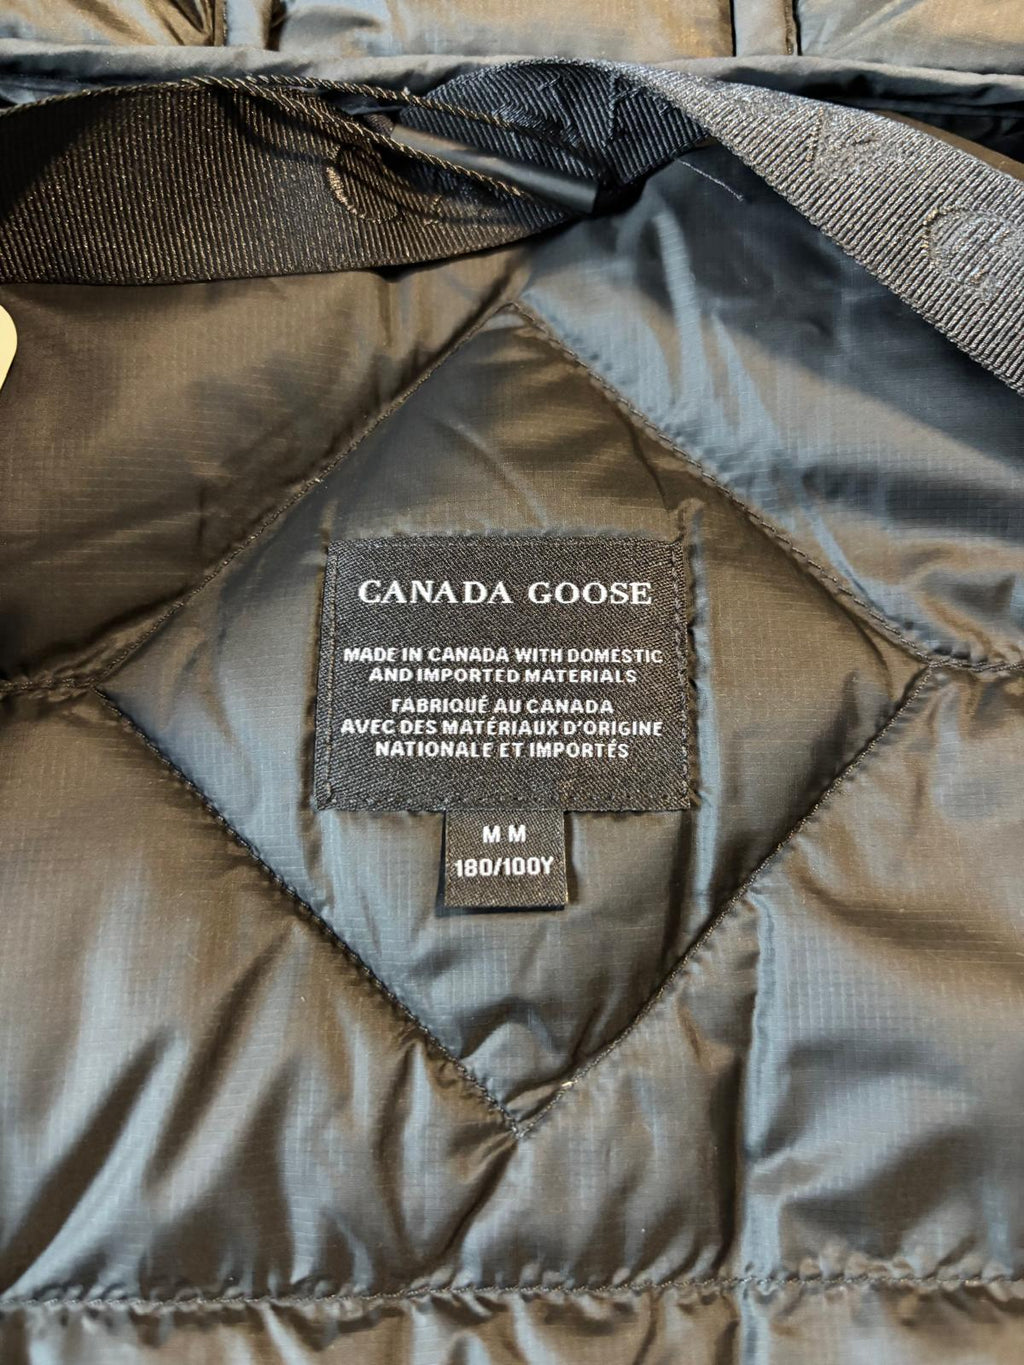 CANADA GOOSE
MADE IN CANADA WITH DOMESTIC
AND IMPORTED MATERIALS
FABRIQUÉ AU CANADA
AVEC DES MATÉRIAUX D'ORIGINE
NATIONALE ET IMPORTÉS
M M
180/100Y